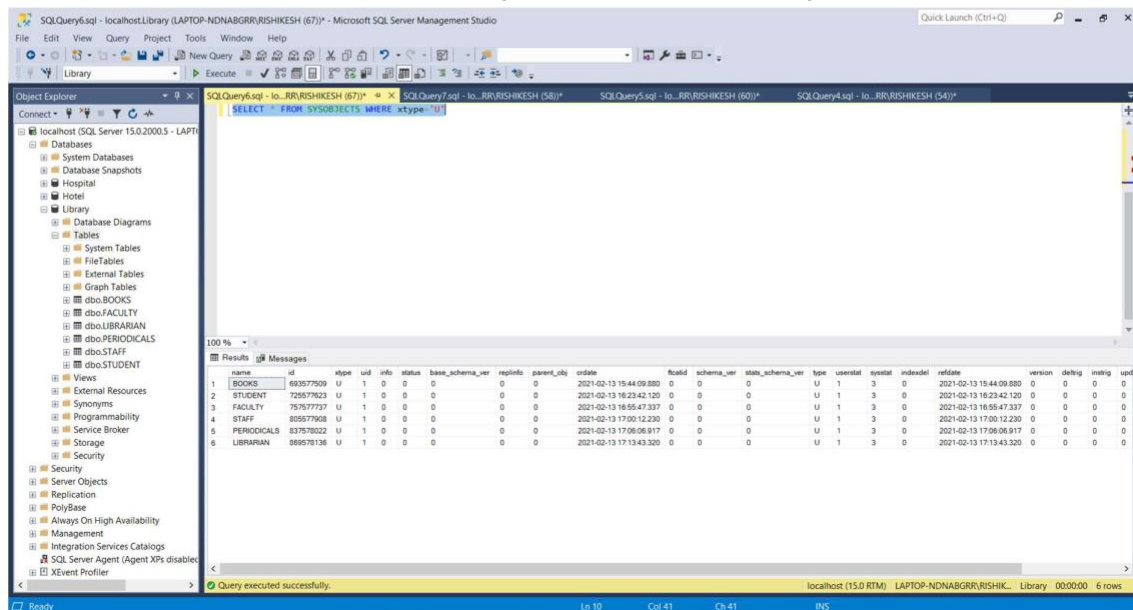 SQLQuery6.sql - localhost.Library (LAPTOP-NDNABGRR\RISHIKESH (67))* - Microsoft SQL Server Management Studio
Quick Launch (Ctrl+Q)
File Edit View Query Project Tools Window Help
New Query
Library
Execute
Object Explorer
SQLQuery6.sql - lo...RR\RISHIKESH (67))* SQLQuery7.sql - lo...RR\RISHIKESH (58))* SQLQuery5.sql - lo...RR\RISHIKESH (60))* SQLQuery4.sql - lo...RR\RISHIKESH (54))*
Connect
SELECT * FROM SYSOBJECTS WHERE xtype='U'
localhost (SQL Server 15.0.2000.5 - LAPT
Databases
System Databases
Database Snapshots
Hospital
Hotel
Library
Database Diagrams
Tables
System Tables
FileTables
External Tables
Graph Tables
dbo.BOOKS
dbo.FACULTY
dbo.LIBRARIAN
dbo.PERIODICALS
dbo.STAFF
dbo.STUDENT
Views
External Resources
Synonyms
Programmability
Service Broker
Storage
Security
Security
Server Objects
Replication
PolyBase
Always On High Availability
Management
Integration Services Catalogs
SQL Server Agent (Agent XPs disabled
XEvent Profiler
100 %
Results Messages
name id xtype uid info status base_schema_ver replinfo parent_obj crdate ftcatid schema_ver stats_schema_ver type userstat sysstat indexdel refdate version deltrig instrig upd
1 BOOKS 693577509 U 1 0 0 0 0 0 2021-02-13 15:44:09.880 0 0 0 U 1 3 0 2021-02-13 15:44:09.880 0 0 0 0
2 STUDENT 725577623 U 1 0 0 0 0 0 2021-02-13 16:23:42.120 0 0 0 U 1 3 0 2021-02-13 16:23:42.120 0 0 0 0
3 FACULTY 757577737 U 1 0 0 0 0 0 2021-02-13 16:55:47.337 0 0 0 U 1 3 0 2021-02-13 16:55:47.337 0 0 0 0
4 STAFF 805577908 U 1 0 0 0 0 0 2021-02-13 17:00:12.230 0 0 0 U 1 3 0 2021-02-13 17:00:12.230 0 0 0 0
5 PERIODICALS 837578022 U 1 0 0 0 0 0 2021-02-13 17:06:06.917 0 0 0 U 1 3 0 2021-02-13 17:06:06.917 0 0 0 0
6 LIBRARIAN 869578136 U 1 0 0 0 0 0 2021-02-13 17:13:43.320 0 0 0 U 1 3 0 2021-02-13 17:13:43.320 0 0 0 0
Query executed successfully.
localhost (15.0 RTM) LAPTOP-NDNABGRR\RISHIK... Library 00:00:00 6 rows
Ready
Ln 10 Col 41 Ch 41 INS